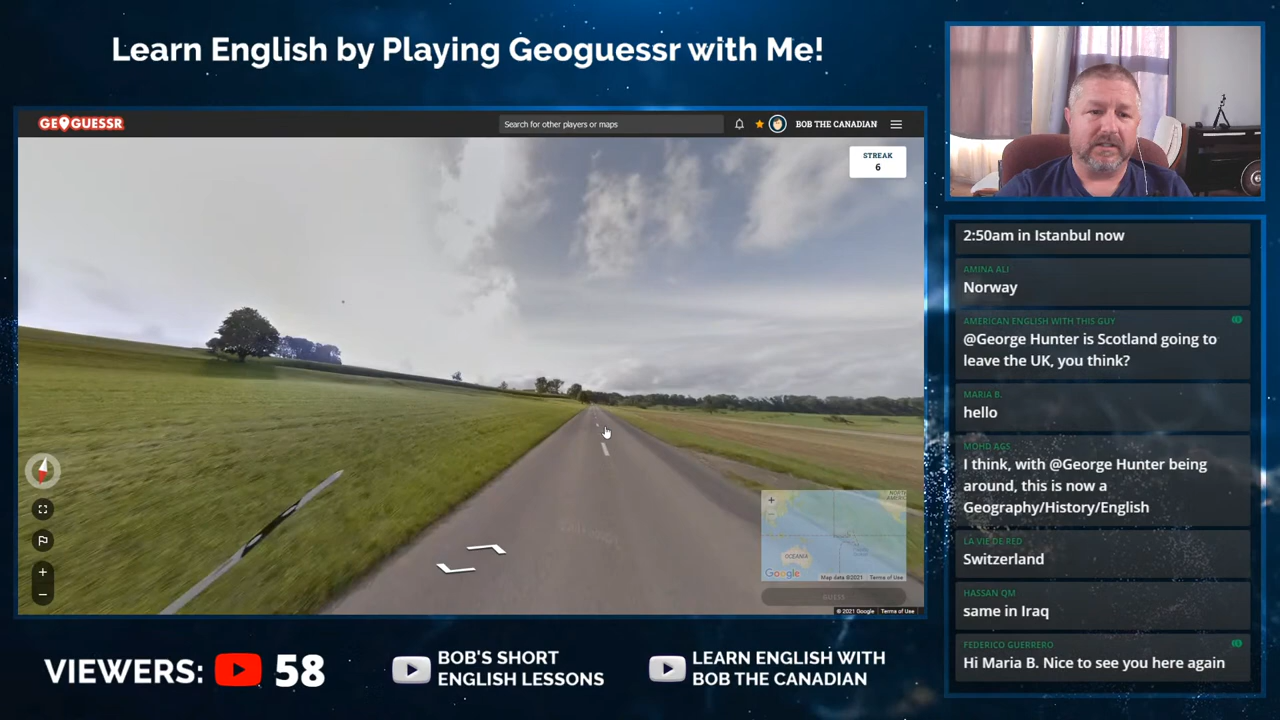 Learn English by Playing Geoguessr with Me!
GEOGUESSR
Search for other players or maps
BOB THE CANADIAN
STREAK
6
OCEANIA
Google
Map data ©2021 Terms of Use
GUESS
© 2021 Google Terms of Use
2:50am in Istanbul now
AMINA ALI
Norway
AMERICAN ENGLISH WITH THIS GUY
@George Hunter is Scotland going to
leave the UK, you think?
MARIA B.
hello
MOHD AGS
I think, with @George Hunter being
around, this is now a
Geography/History/English
LA VIE DE RED
Switzerland
HASSAN QM
same in Iraq
FEDERICO GUERRERO
Hi Maria B. Nice to see you here again
VIEWERS: 58
BOB'S SHORT
ENGLISH LESSONS
LEARN ENGLISH WITH
BOB THE CANADIAN